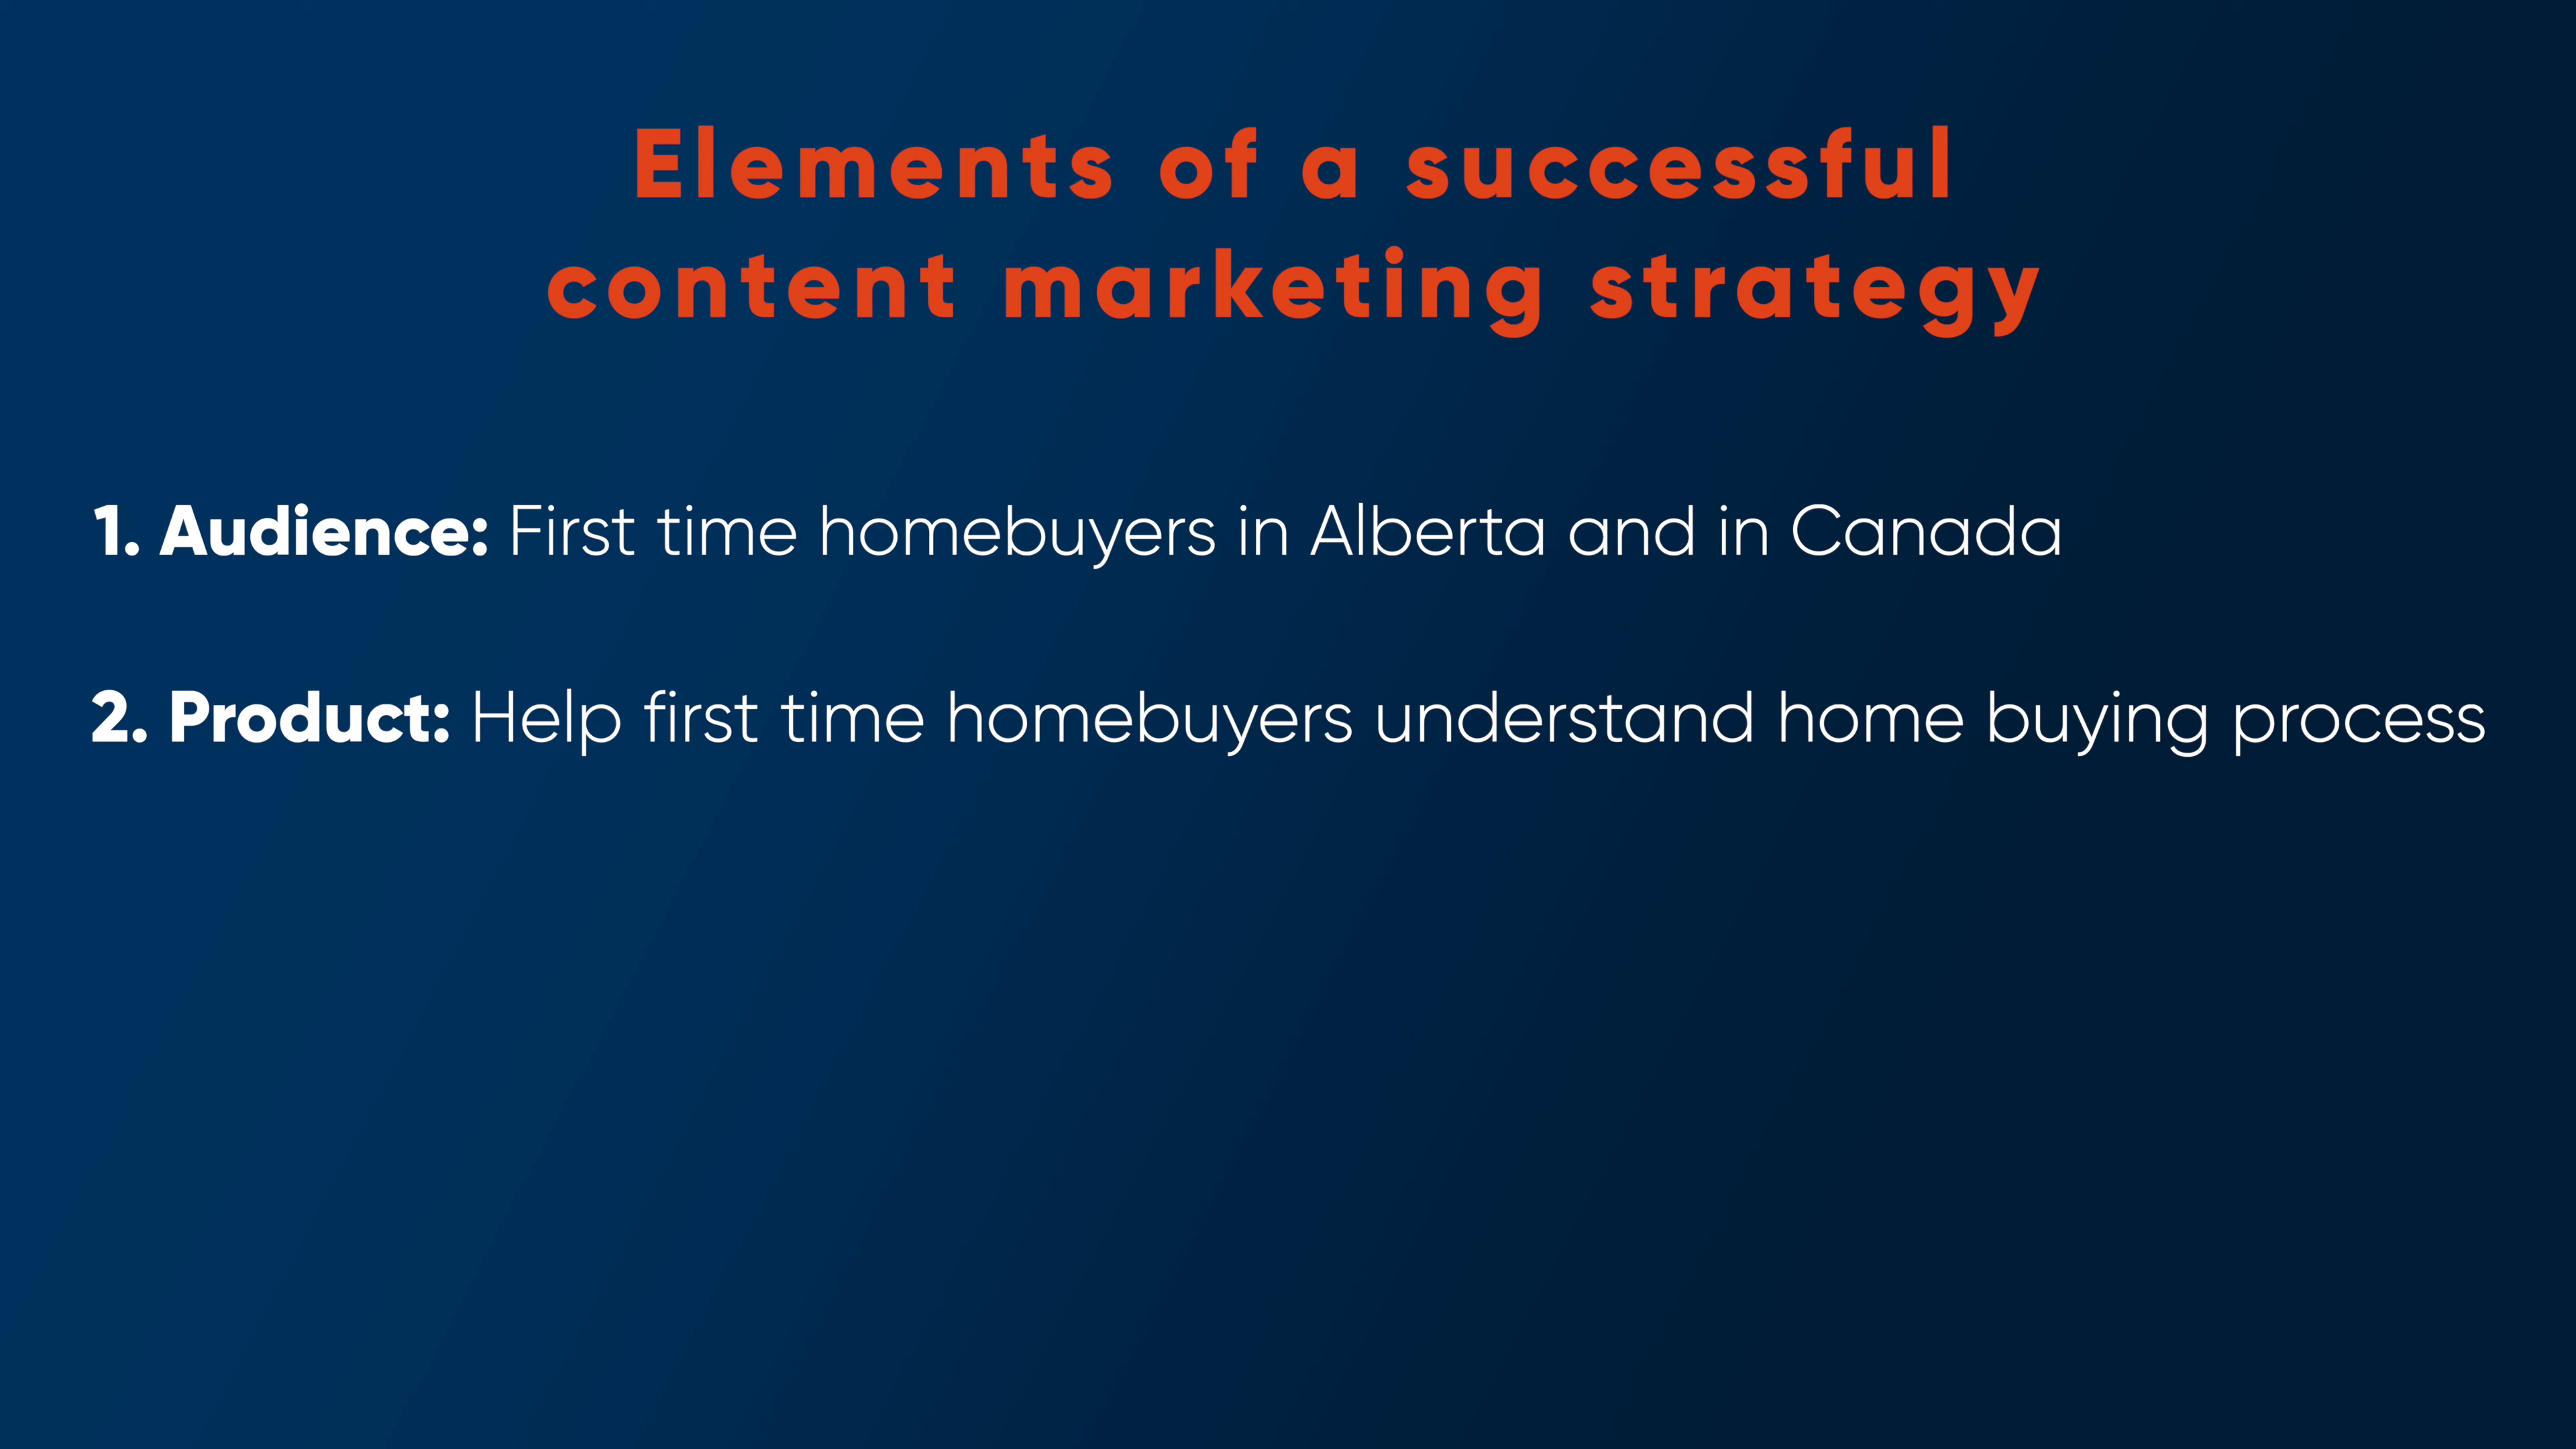 Elements of a successful
content marketing strategy
1. Audience: First time homebuyers in Alberta and in Canada
2. Product: Help first time homebuyers understand home buying process